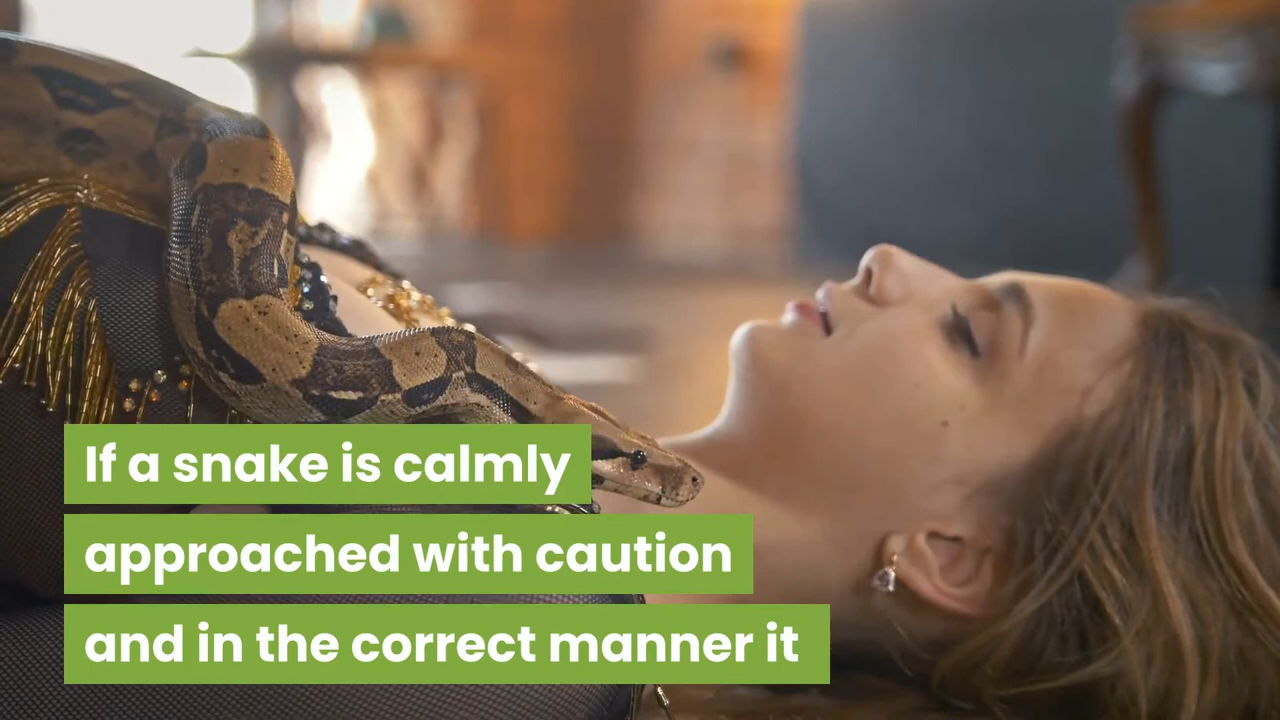 If a snake is calmly
approached with caution
and in the correct manner it